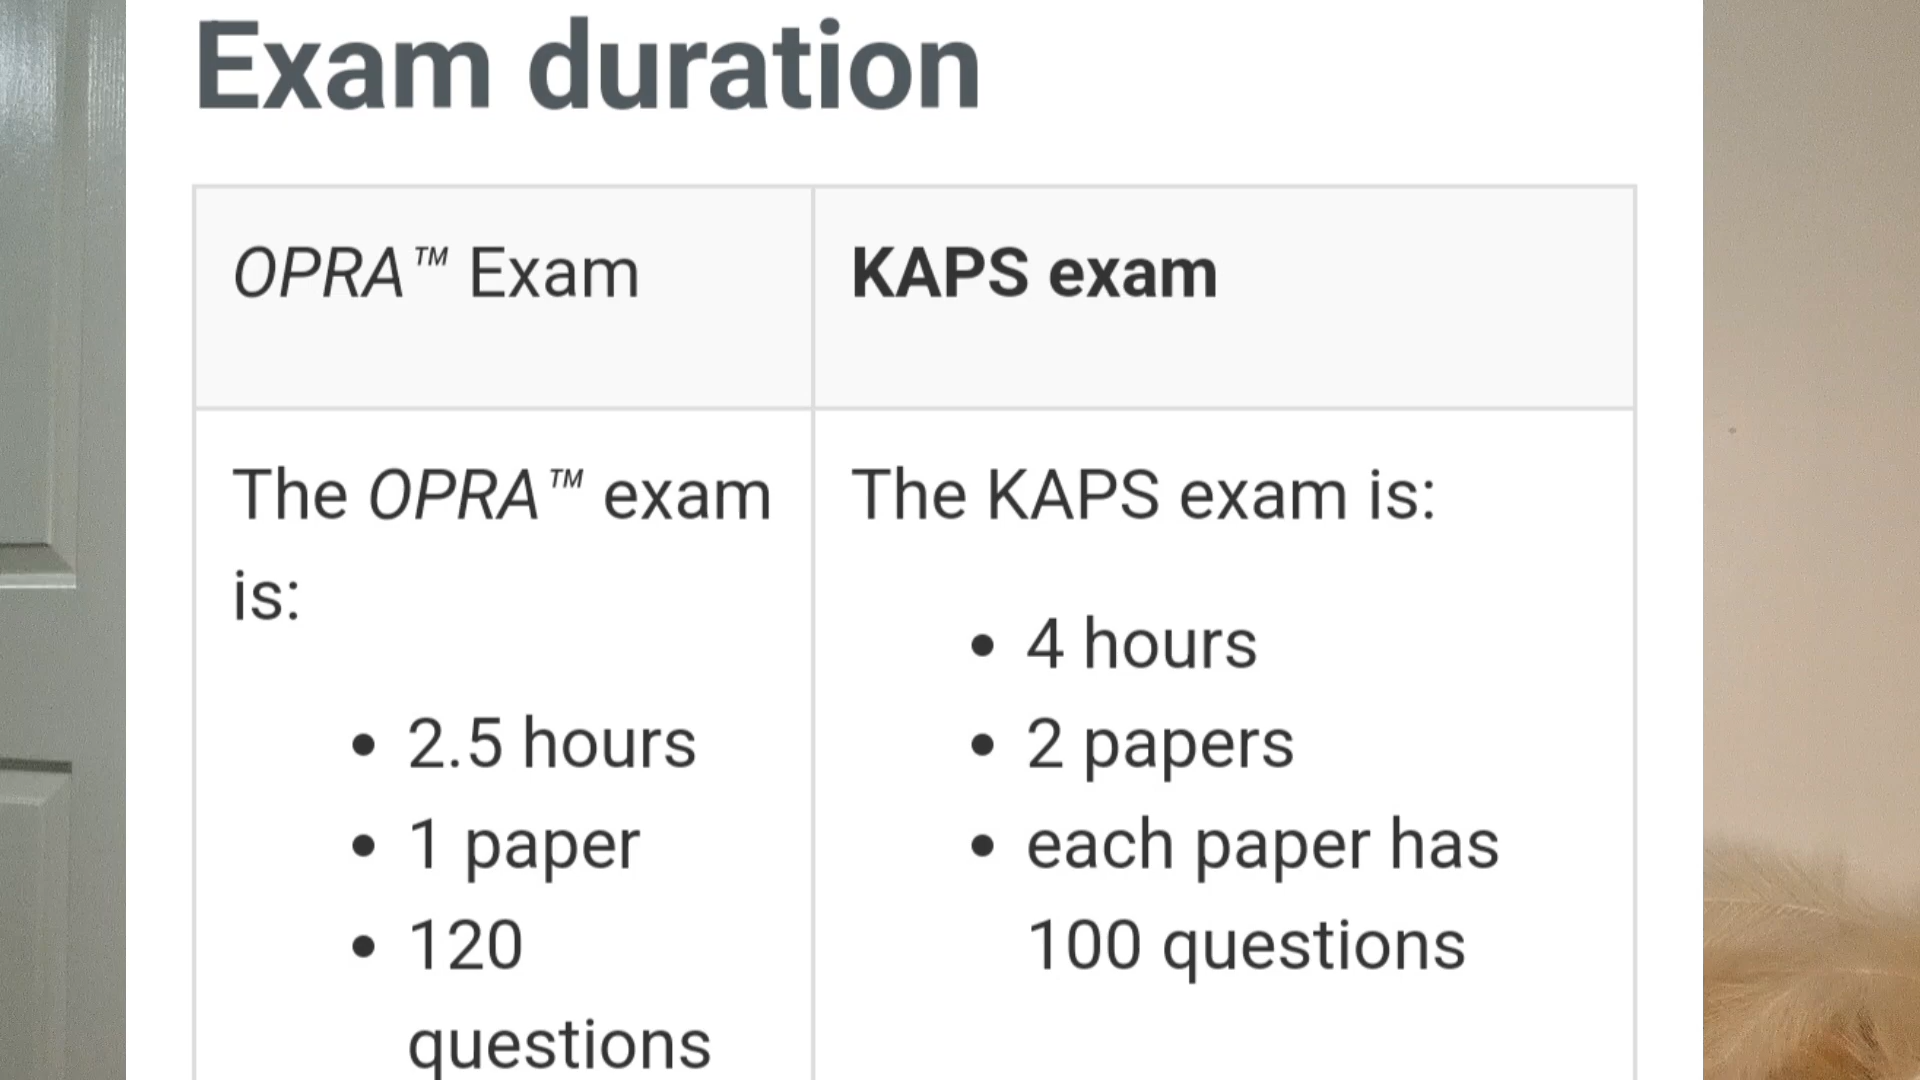 Exam duration
OPRA™ Exam
KAPS exam
The OPRA™ exam
is:
• 2.5 hours
• 1 paper
• 120
questions
The KAPS exam is:
• 4 hours
• 2 papers
• each paper has
100 questions